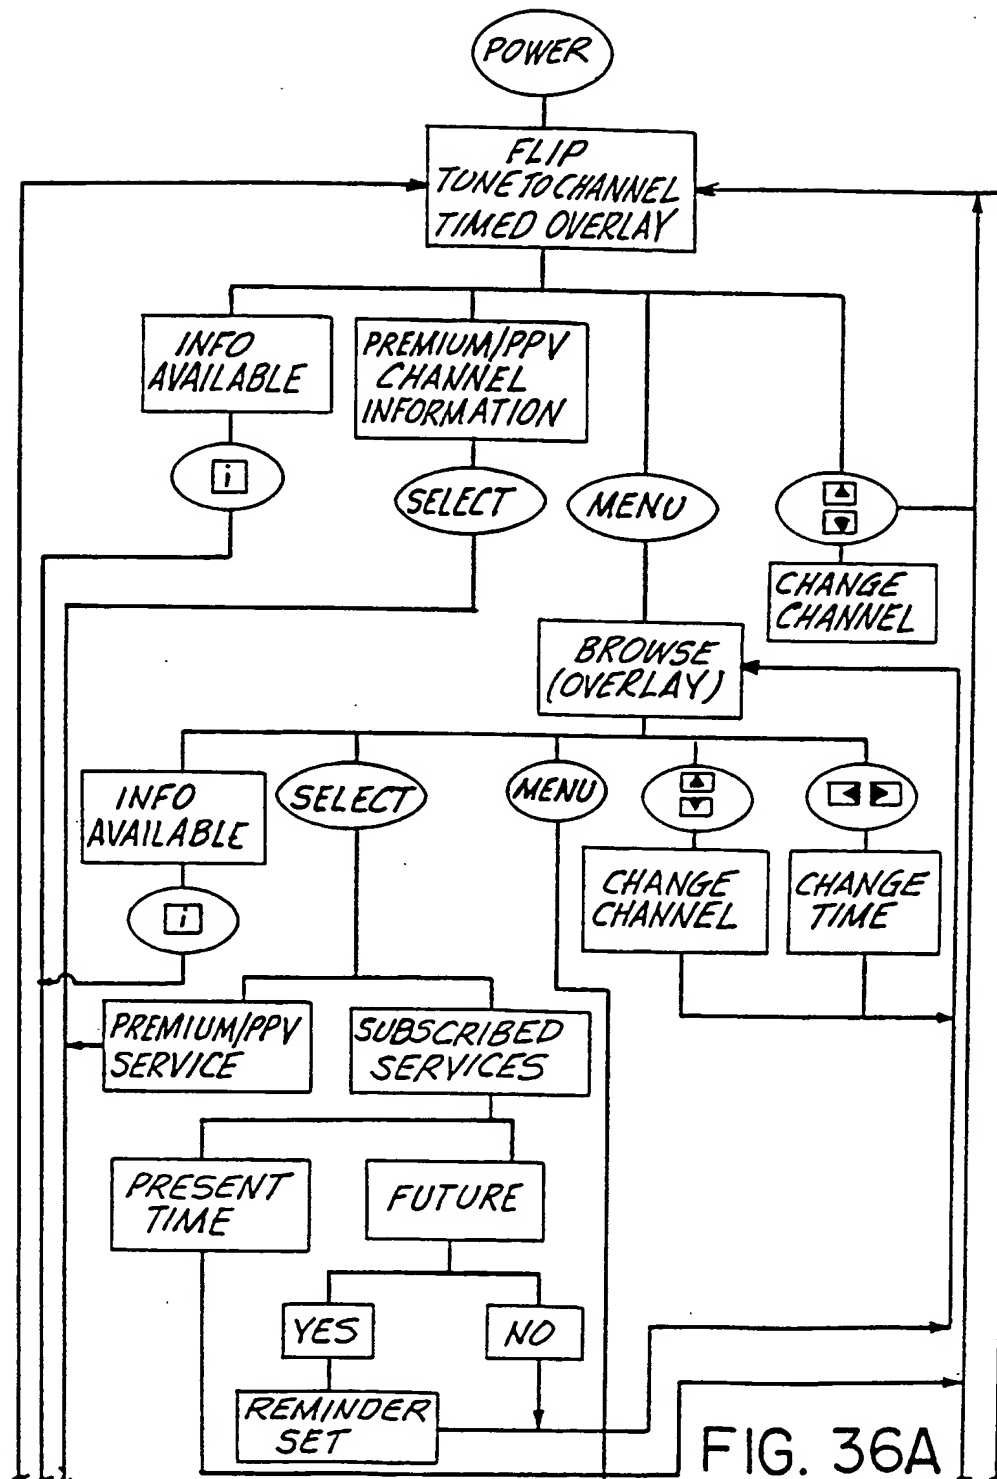 POWER
FLIP
TUNE TO CHANNEL
TIMED OVERLAY
INFO
AVAILABLE
PREMIUM/PPV
CHANNEL
INFORMATION
i
SELECT
MENU
CHANGE
CHANNEL
BROWSE
(OVERLAY)
INFO
AVAILABLE
SELECT
MENU
i
CHANGE
CHANNEL
CHANGE
TIME
PREMIUM/PPV
SERVICE
SUBSCRIBED
SERVICES
PRESENT
TIME
FUTURE
YES
NO
REMINDER
SET
FIG. 36A